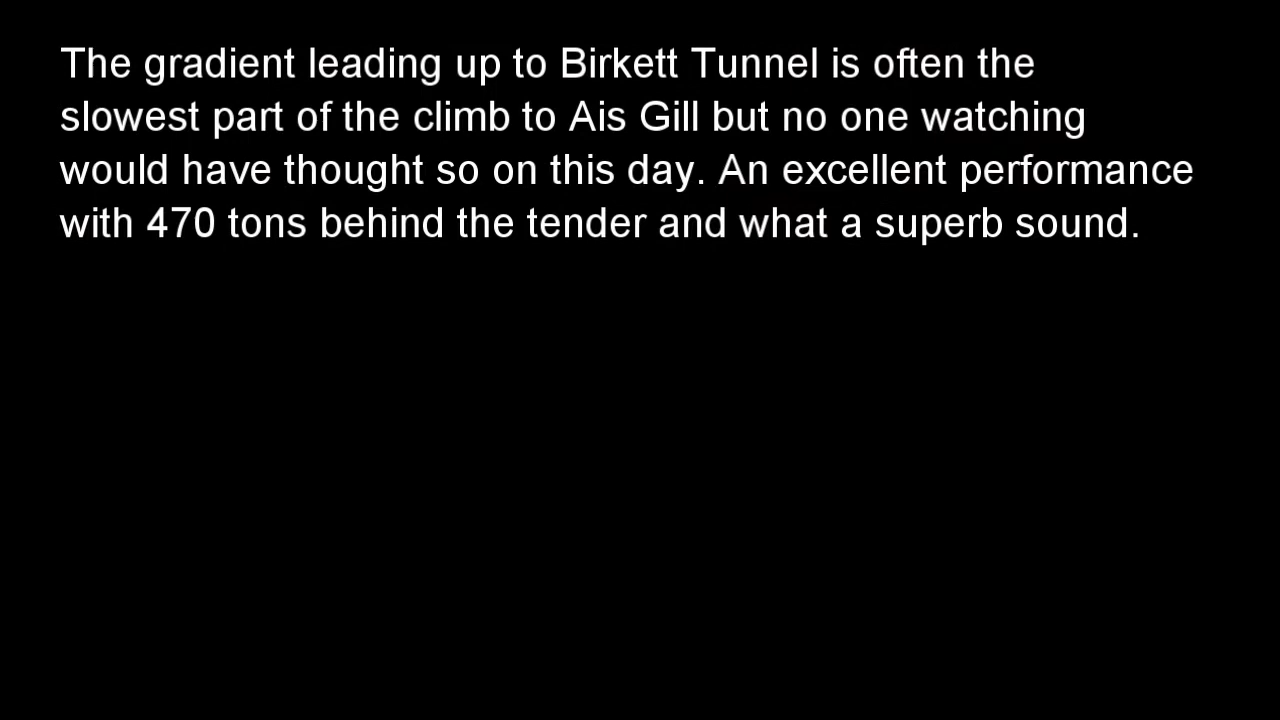 The gradient leading up to Birkett Tunnel is often the
slowest part of the climb to Ais Gill but no one watching
would have thought so on this day. An excellent performance
with 470 tons behind the tender and what a superb sound.